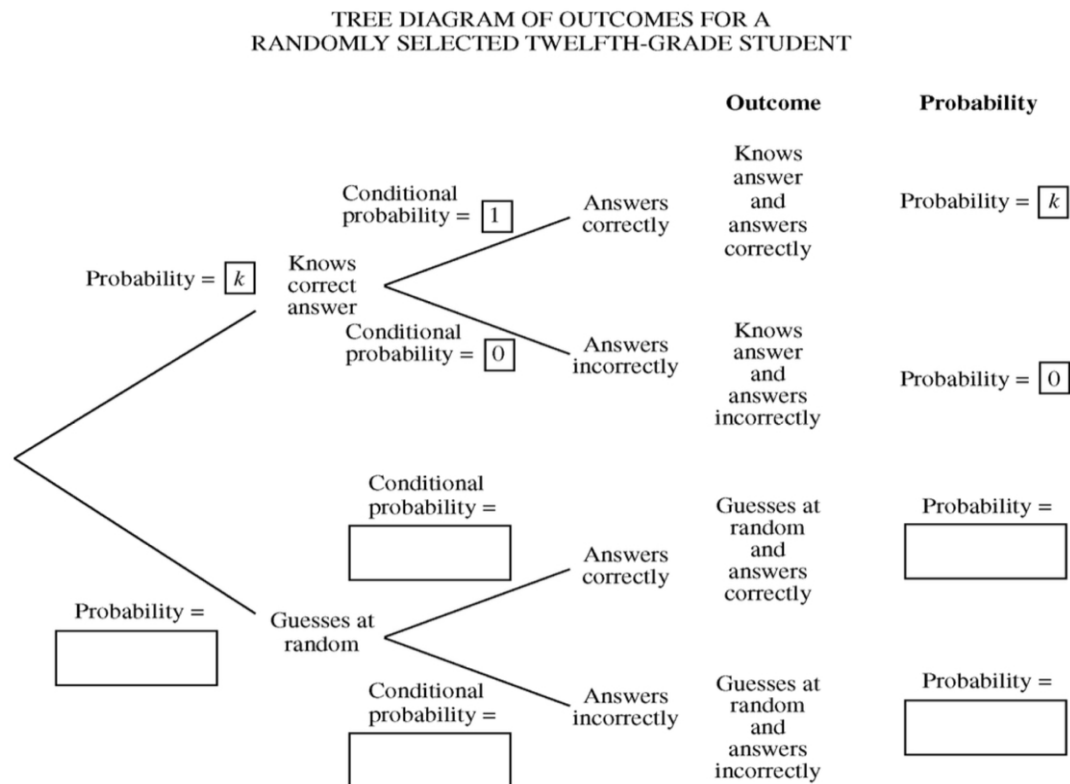 TREE DIAGRAM OF OUTCOMES FOR A
RANDOMLY SELECTED TWELFTH-GRADE STUDENT
Outcome
Probability
Conditional
probability = 1
Answers
correctly
Knows
answer
and
answers
correctly
Probability = k
Probability = k
Knows
correct
answer
Conditional
probability = 0
Answers
incorrectly
Knows
answer
and
answers
incorrectly
Probability = 0
Conditional
probability =
Answers
correctly
Guesses at
random
and
answers
correctly
Probability =
Probability =
Guesses at
random
Conditional
probability =
Answers
incorrectly
Guesses at
random
and
answers
incorrectly
Probability =